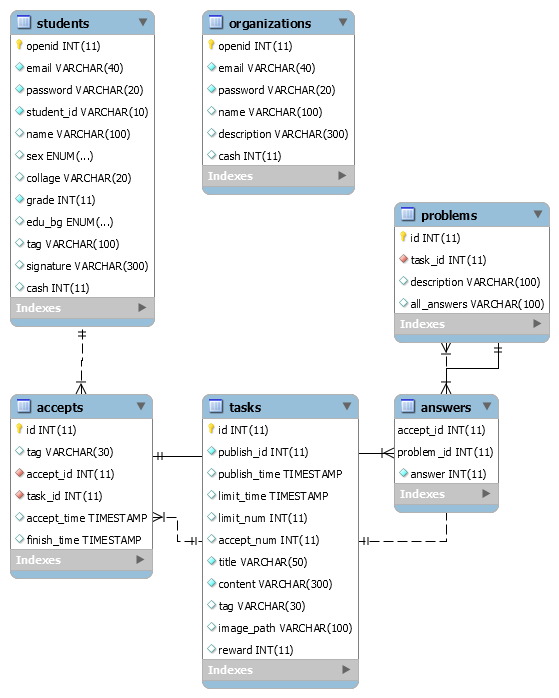 students
openid INT(11)
email VARCHAR(40)
password VARCHAR(20)
student_id VARCHAR(10)
name VARCHAR(100)
sex ENUM(...)
collage VARCHAR(20)
grade INT(11)
edu_bg ENUM(...)
tag VARCHAR(100)
signature VARCHAR(300)
cash INT(11)
Indexes
organizations
openid INT(11)
email VARCHAR(40)
password VARCHAR(20)
name VARCHAR(100)
description VARCHAR(300)
cash INT(11)
Indexes
problems
id INT(11)
task_id INT(11)
description VARCHAR(100)
all_answers VARCHAR(100)
Indexes
accepts
id INT(11)
tag VARCHAR(30)
accept_id INT(11)
task_id INT(11)
accept_time TIMESTAMP
finish_time TIMESTAMP
Indexes
tasks
id INT(11)
publish_id INT(11)
publish_time TIMESTAMP
limit_time TIMESTAMP
limit_num INT(11)
accept_num INT(11)
title VARCHAR(50)
content VARCHAR(300)
tag VARCHAR(30)
image_path VARCHAR(100)
reward INT(11)
Indexes
answers
accept_id INT(11)
problem_id INT(11)
answer INT(11)
Indexes